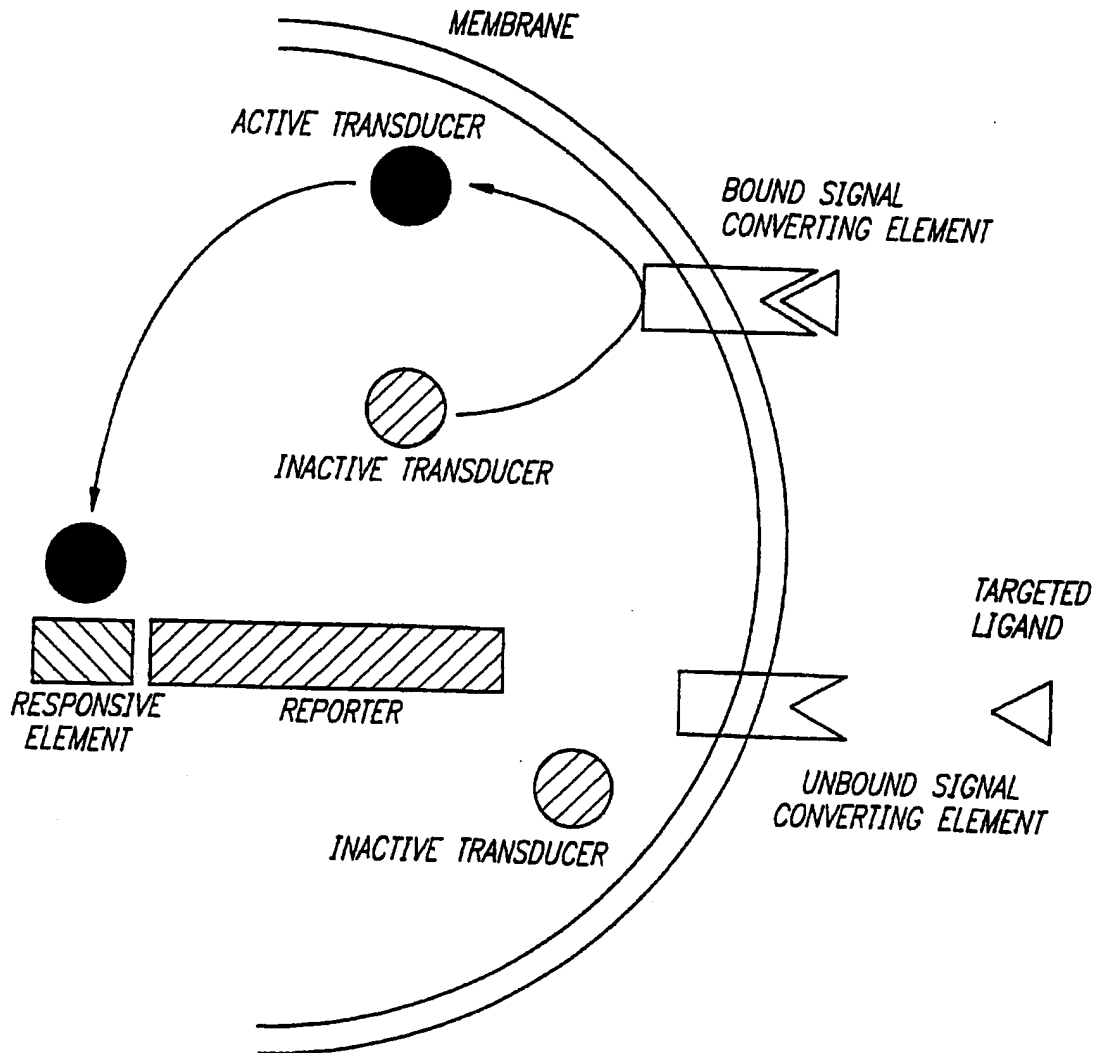 MEMBRANE
ACTIVE TRANSDUCER
BOUND SIGNAL
CONVERTING ELEMENT
INACTIVE TRANSDUCER
TARGETED
LIGAND
RESPONSIVE
ELEMENT
REPORTER
UNBOUND SIGNAL
CONVERTING ELEMENT
INACTIVE TRANSDUCER